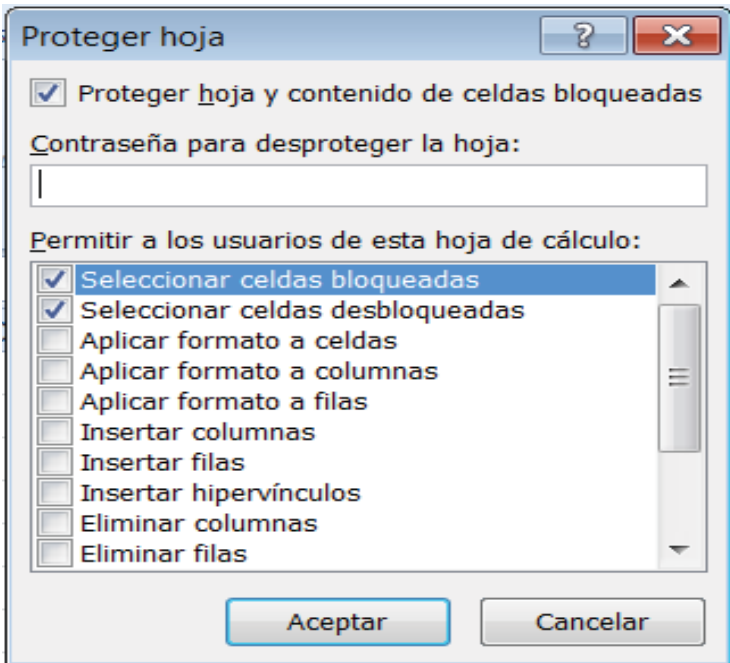 Proteger hoja
Proteger hoja y contenido de celdas bloqueadas
Contraseña para desproteger la hoja:
Permitir a los usuarios de esta hoja de cálculo:
Seleccionar celdas bloqueadas
Seleccionar celdas desbloqueadas
Aplicar formato a celdas
Aplicar formato a columnas
Aplicar formato a filas
Insertar columnas
Insertar filas
Insertar hipervínculos
Eliminar columnas
Eliminar filas
Aceptar Cancelar